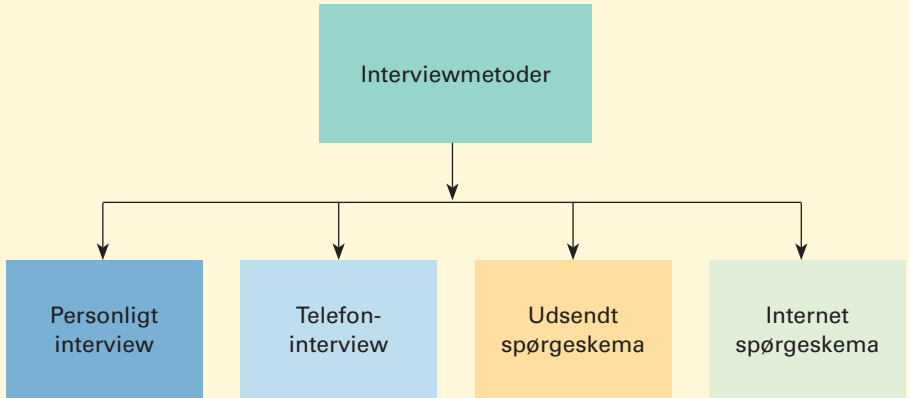 Interviewmetoder
Personligt
interview
Telefon-
interview
Udsendt
spørgeskema
Internet
spørgeskema